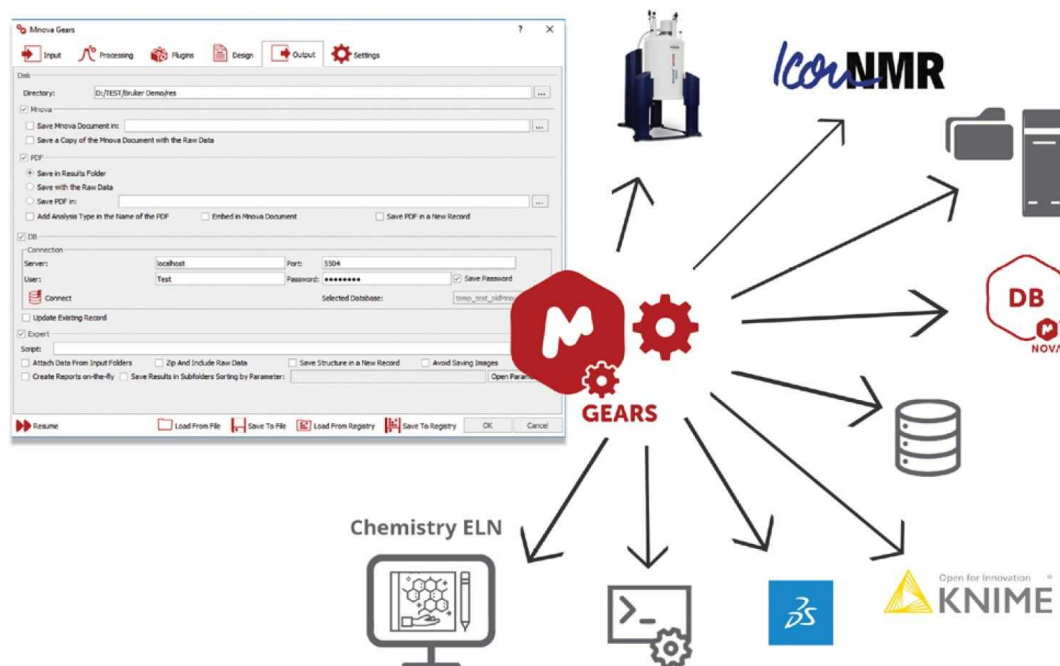 Mnova Gears ? ×
Input Processing Plugins Design Output Settings
Disk
Directory: D:/TEST/Bruker Demo/res ...
Mnova
Save Mnova Document in: ...
Save a Copy of the Mnova Document with the Raw Data
PDF
Save in Results Folder
Save with the Raw Data
Save PDF in: ...
Add Analysis Type in the Name of the PDF Embed in Mnova Document Save PDF in a New Record
DB
Connection
Server: localhost Port: 5504
User: Test Password: ●●●●●●●● Save Password
Connect Selected Database:
Update Existing Record
Expert
Script:
Attach Data From Input Folders Zip And Include Raw Data Save Structure in a New Record Avoid Saving Images
Create Reports on-the-fly Save Results in Subfolders Sorting by Parameter: Open Param
Resume Load From File Save To File Load From Registry Save To Registry OK Cancel
IconNMR
DB
NOVA
M
GEARS
Chemistry ELN
>_
3S
Open for Innovation
KNIME